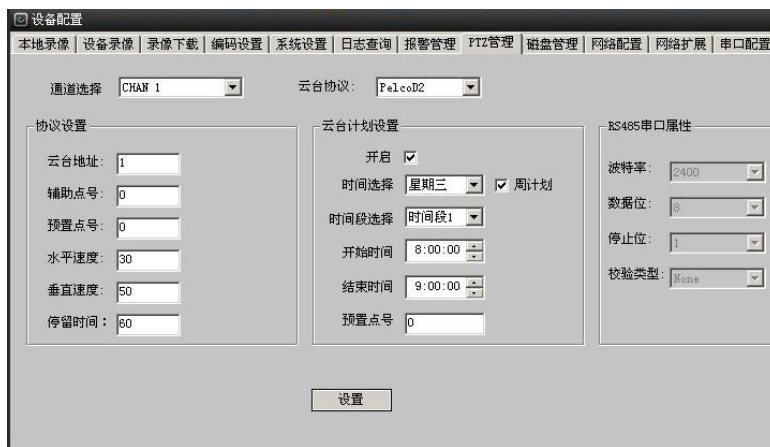 设备配置
本地录像 设备录像 录像下载 编码设置 系统设置 日志查询 报警管理 PTZ管理 磁盘管理 网络配置 网络扩展 串口配置
通道选择 CHAN 1 云台协议: PelcoD2
协议设置
云台地址: 1
辅助点号: 0
预置点号: 0
水平速度: 30
垂直速度: 50
停留时间: 60
云台计划设置
开启
时间选择 星期三 周计划
时间段选择 时间段1
开始时间 8:00:00
结束时间 9:00:00
预置点号 0
RS485串口属性
波特率: 2400
数据位: 8
停止位: 1
校验类型: None
设置